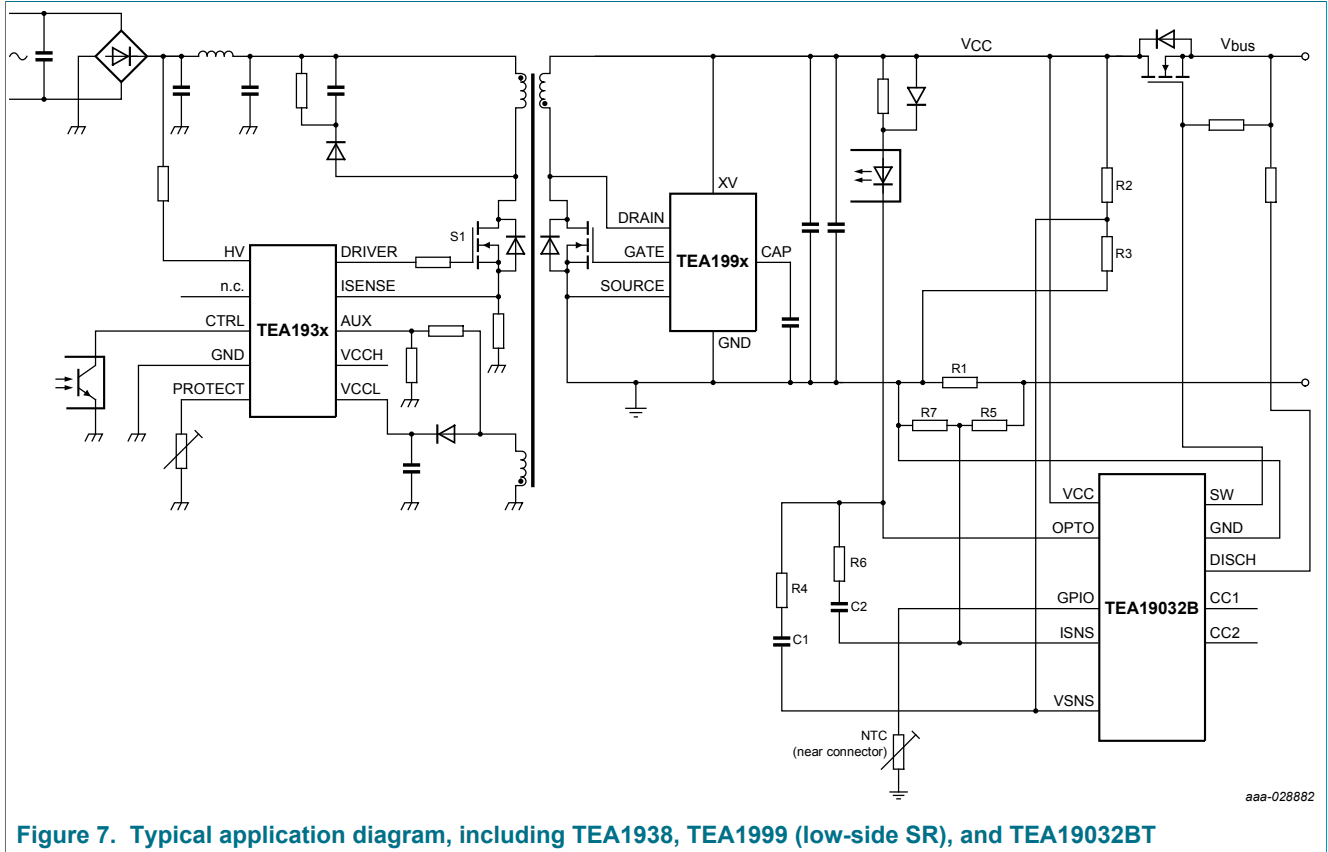 VCC
Vbus
R2
XV
DRAIN
S1
R3
HV
DRIVER
GATE
TEA199x
CAP
n.c.
ISENSE
SOURCE
CTRL
TEA193x
AUX
GND
VCCH
GND
PROTECT
VCCL
R1
R7
R5
VCC
SW
OPTO
GND
R6
DISCH
R4
GPIO
TEA19032B
CC1
C2
C1
ISNS
CC2
VSNS
NTC
(near connector)
aaa-028882
Figure 7. Typical application diagram, including TEA1938, TEA1999 (low-side SR), and TEA19032BT